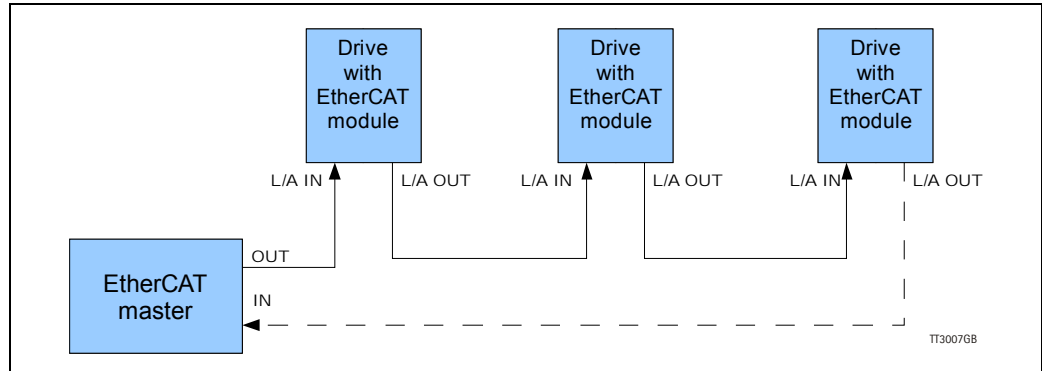 Drive
with
EtherCAT
module
Drive
with
EtherCAT
module
Drive
with
EtherCAT
module
L/A IN
L/A OUT
L/A IN
L/A OUT
L/A IN
L/A OUT
EtherCAT
master
OUT
IN
TT3007GB